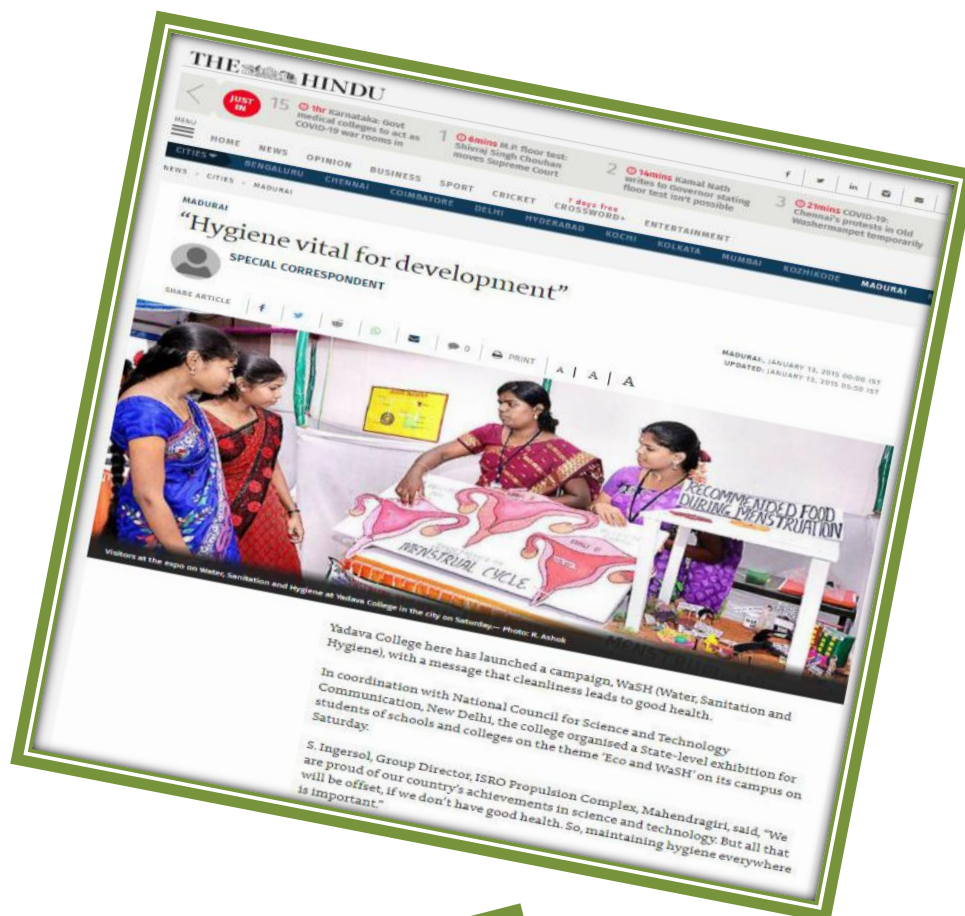 THE HINDU
JUST IN
15 1hr Karnataka: Govt
medical colleges to act as
COVID-19 war rooms in
1 6mins M.P. floor test:
Shivraj Singh Chouhan
moves Supreme Court
2 14mins Kamal Nath
writes to Governor stating
floor test isn't possible
3 21mins COVID-19:
Chennai's protests in Old
Washermanpet temporarily
MENU
HOME NEWS OPINION BUSINESS SPORT CRICKET CROSSWORD+ ENTERTAINMENT
7 days free
CITIES BENGALURU CHENNAI COIMBATORE DELHI HYDERABAD KOCHI KOLKATA MUMBAI KOZHIKODE MADURAI
NEWS CITIES MADURAI
MADURAI
“Hygiene vital for development”
SPECIAL CORRESPONDENT
MADURAI:, JANUARY 13, 2015 00:00 IST
UPDATED: JANUARY 13, 2015 05:50 IST
SHARE ARTICLE
0 PRINT A A A
RECOMMENDED FOOD
DURING MENSTRUATION
MENSTRUAL CYCLE
Visitors at the expo on Water, Sanitation and Hygiene at Yadava College in the city on Saturday.— Photo: R. Ashok
Yadava College here has launched a campaign, WaSH (Water, Sanitation and
Hygiene), with a message that cleanliness leads to good health.
In coordination with National Council for Science and Technology
Communication, New Delhi, the college organised a State-level exhibition for
students of schools and colleges on the theme ‘Eco and WaSH’ on its campus on
Saturday.
S. Ingersol, Group Director, ISRO Propulsion Complex, Mahendragiri, said, “We
are proud of our country’s achievements in science and technology. But all that
will be offset, if we don’t have good health. So, maintaining hygiene everywhere
is important.”